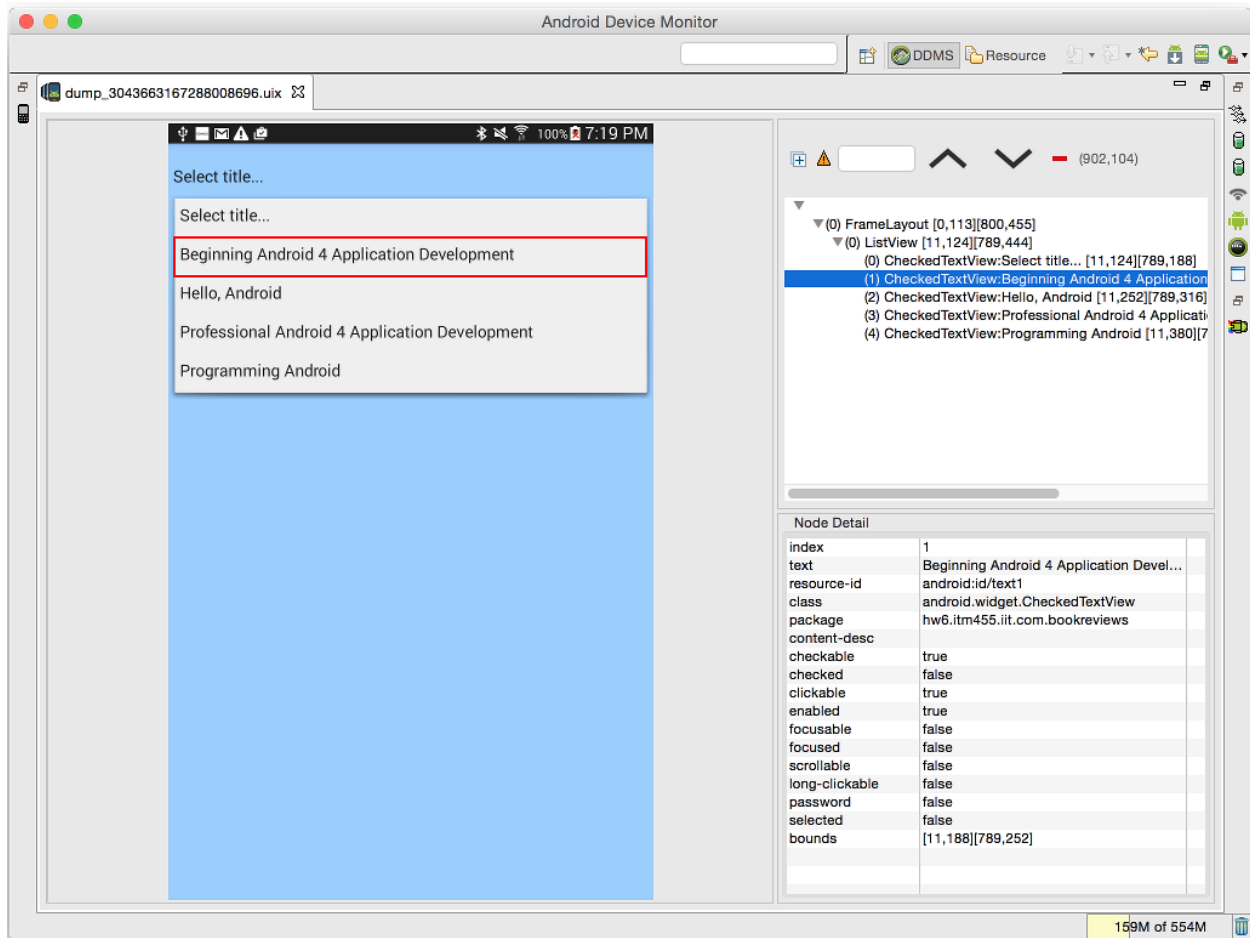 Android Device Monitor
DDMS Resource
dump_3043663167288008696.uix
100% 7:19 PM
Select title...
Select title...
Beginning Android 4 Application Development
Hello, Android
Professional Android 4 Application Development
Programming Android
(902,104)
(0) FrameLayout [0,113][800,455]
(0) ListView [11,124][789,444]
(0) CheckedTextView:Select title... [11,124][789,188]
(1) CheckedTextView:Beginning Android 4 Application
(2) CheckedTextView:Hello, Android [11,252][789,316]
(3) CheckedTextView:Professional Android 4 Applicati
(4) CheckedTextView:Programming Android [11,380][7
Node Detail
index 1
text Beginning Android 4 Application Devel...
resource-id android:id/text1
class android.widget.CheckedTextView
package hw6.itm455.iit.com.bookreviews
content-desc
checkable true
checked false
clickable true
enabled true
focusable false
focused false
scrollable false
long-clickable false
password false
selected false
bounds [11,188][789,252]
159M of 554M